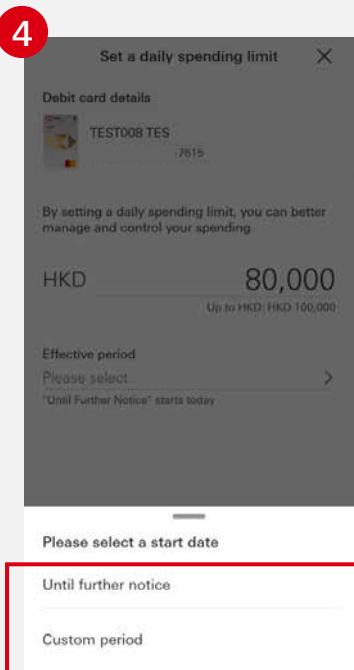 4
Set a daily spending limit
Debit card details
TEST008 TES
7615
By setting a daily spending limit, you can better
manage and control your spending
HKD 80,000
Up to HKD: HKD 100,000
Effective period
Please select
"Until Further Notice" starts today
Please select a start date
Until further notice
Custom period